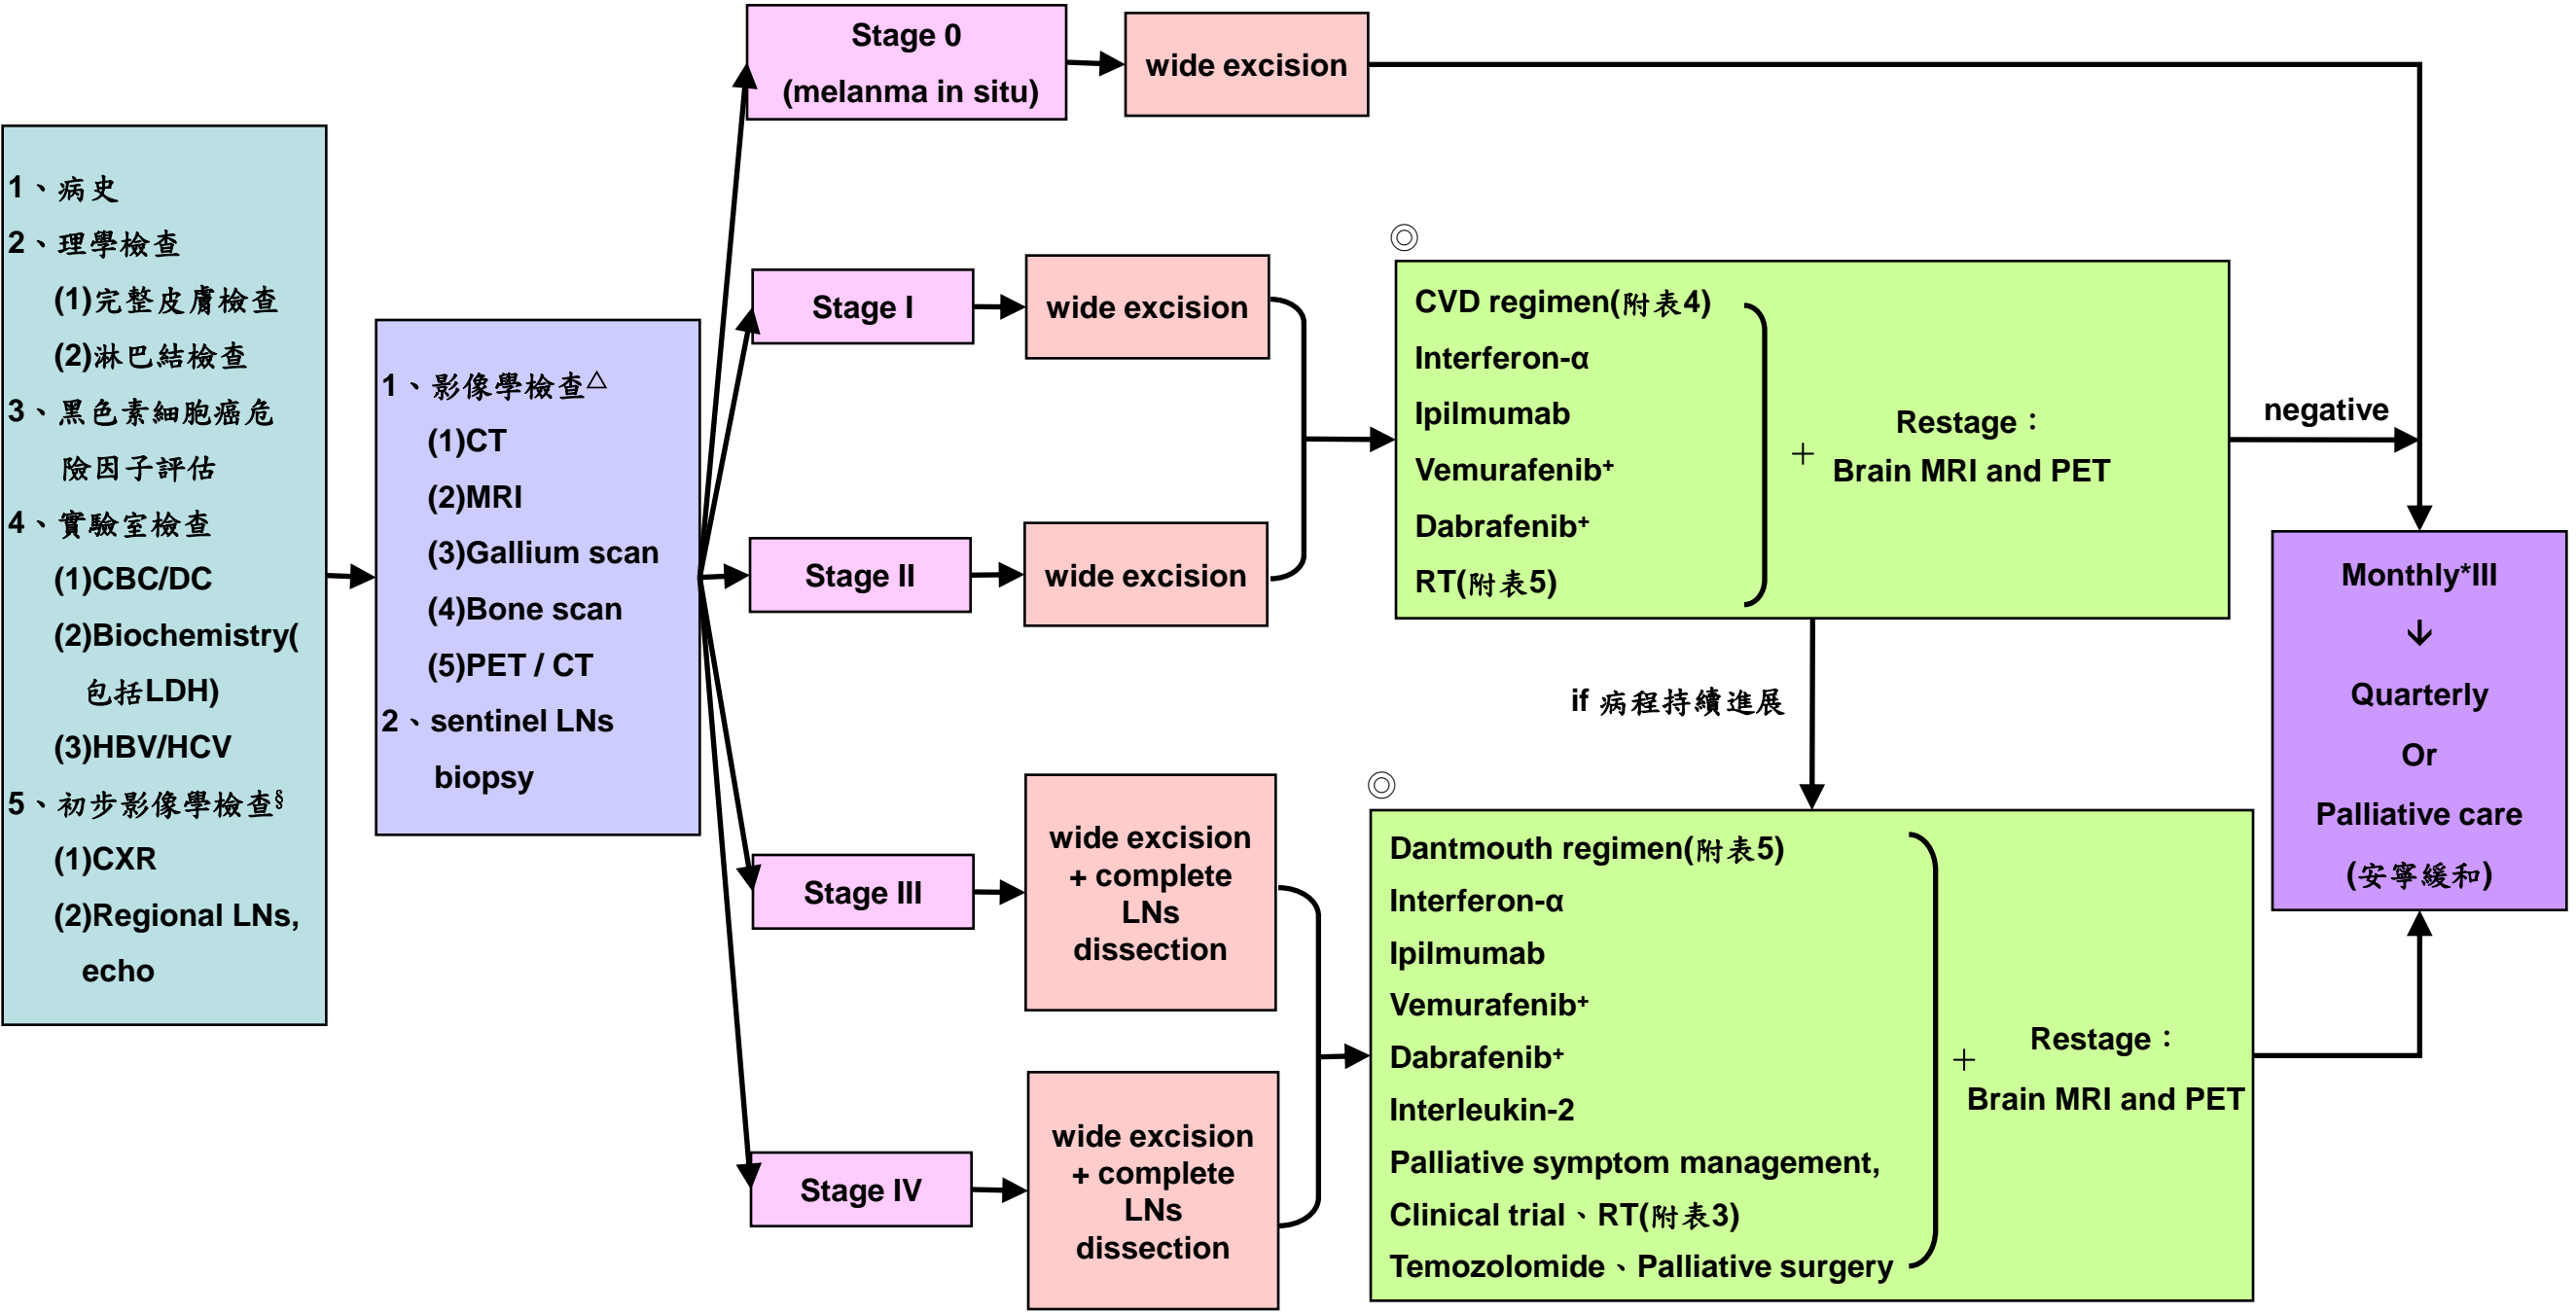 1、病史
2、理學檢查
(1)完整皮膚檢查
(2)淋巴結檢查
3、黑色素細胞癌危
險因子評估
4、實驗室檢查
(1)CBC/DC
(2)Biochemistry(
包括LDH)
(3)HBV/HCV
5、初步影像學檢查§
(1)CXR
(2)Regional LNs,
echo
1、影像學檢查△
(1)CT
(2)MRI
(3)Gallium scan
(4)Bone scan
(5)PET / CT
2、sentinel LNs
biopsy
Stage 0
(melanma in situ)
wide excision
Stage I
wide excision
Stage II
wide excision
Stage III
wide excision
+ complete
LNs
dissection
Stage IV
wide excision
+ complete
LNs
dissection
◎
CVD regimen(附表4)
Interferon-α
Ipilmumab
Vemurafenib+
Dabrafenib+
RT(附表5)
+
Restage：
Brain MRI and PET
negative
if 病程持續進展
◎
Dantmouth regimen(附表5)
Interferon-α
Ipilmumab
Vemurafenib+
Dabrafenib+
Interleukin-2
Palliative symptom management,
Clinical trial、RT(附表3)
Temozolomide、Palliative surgery
+
Restage：
Brain MRI and PET
Monthly*III
↓
Quarterly
Or
Palliative care
(安寧緩和)